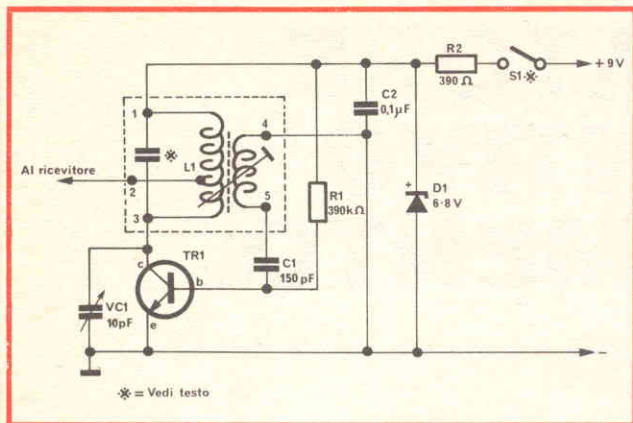 R2
390 Ω
S1 ※
+ 9V
C2
0,1µF
1
4
※
L1
Al ricevitore
2
R1
390kΩ
+
D1
6·8 V
3
5
TR1
C1
150 pF
c
b
e
VC1
10pF
-
※ = Vedi testo